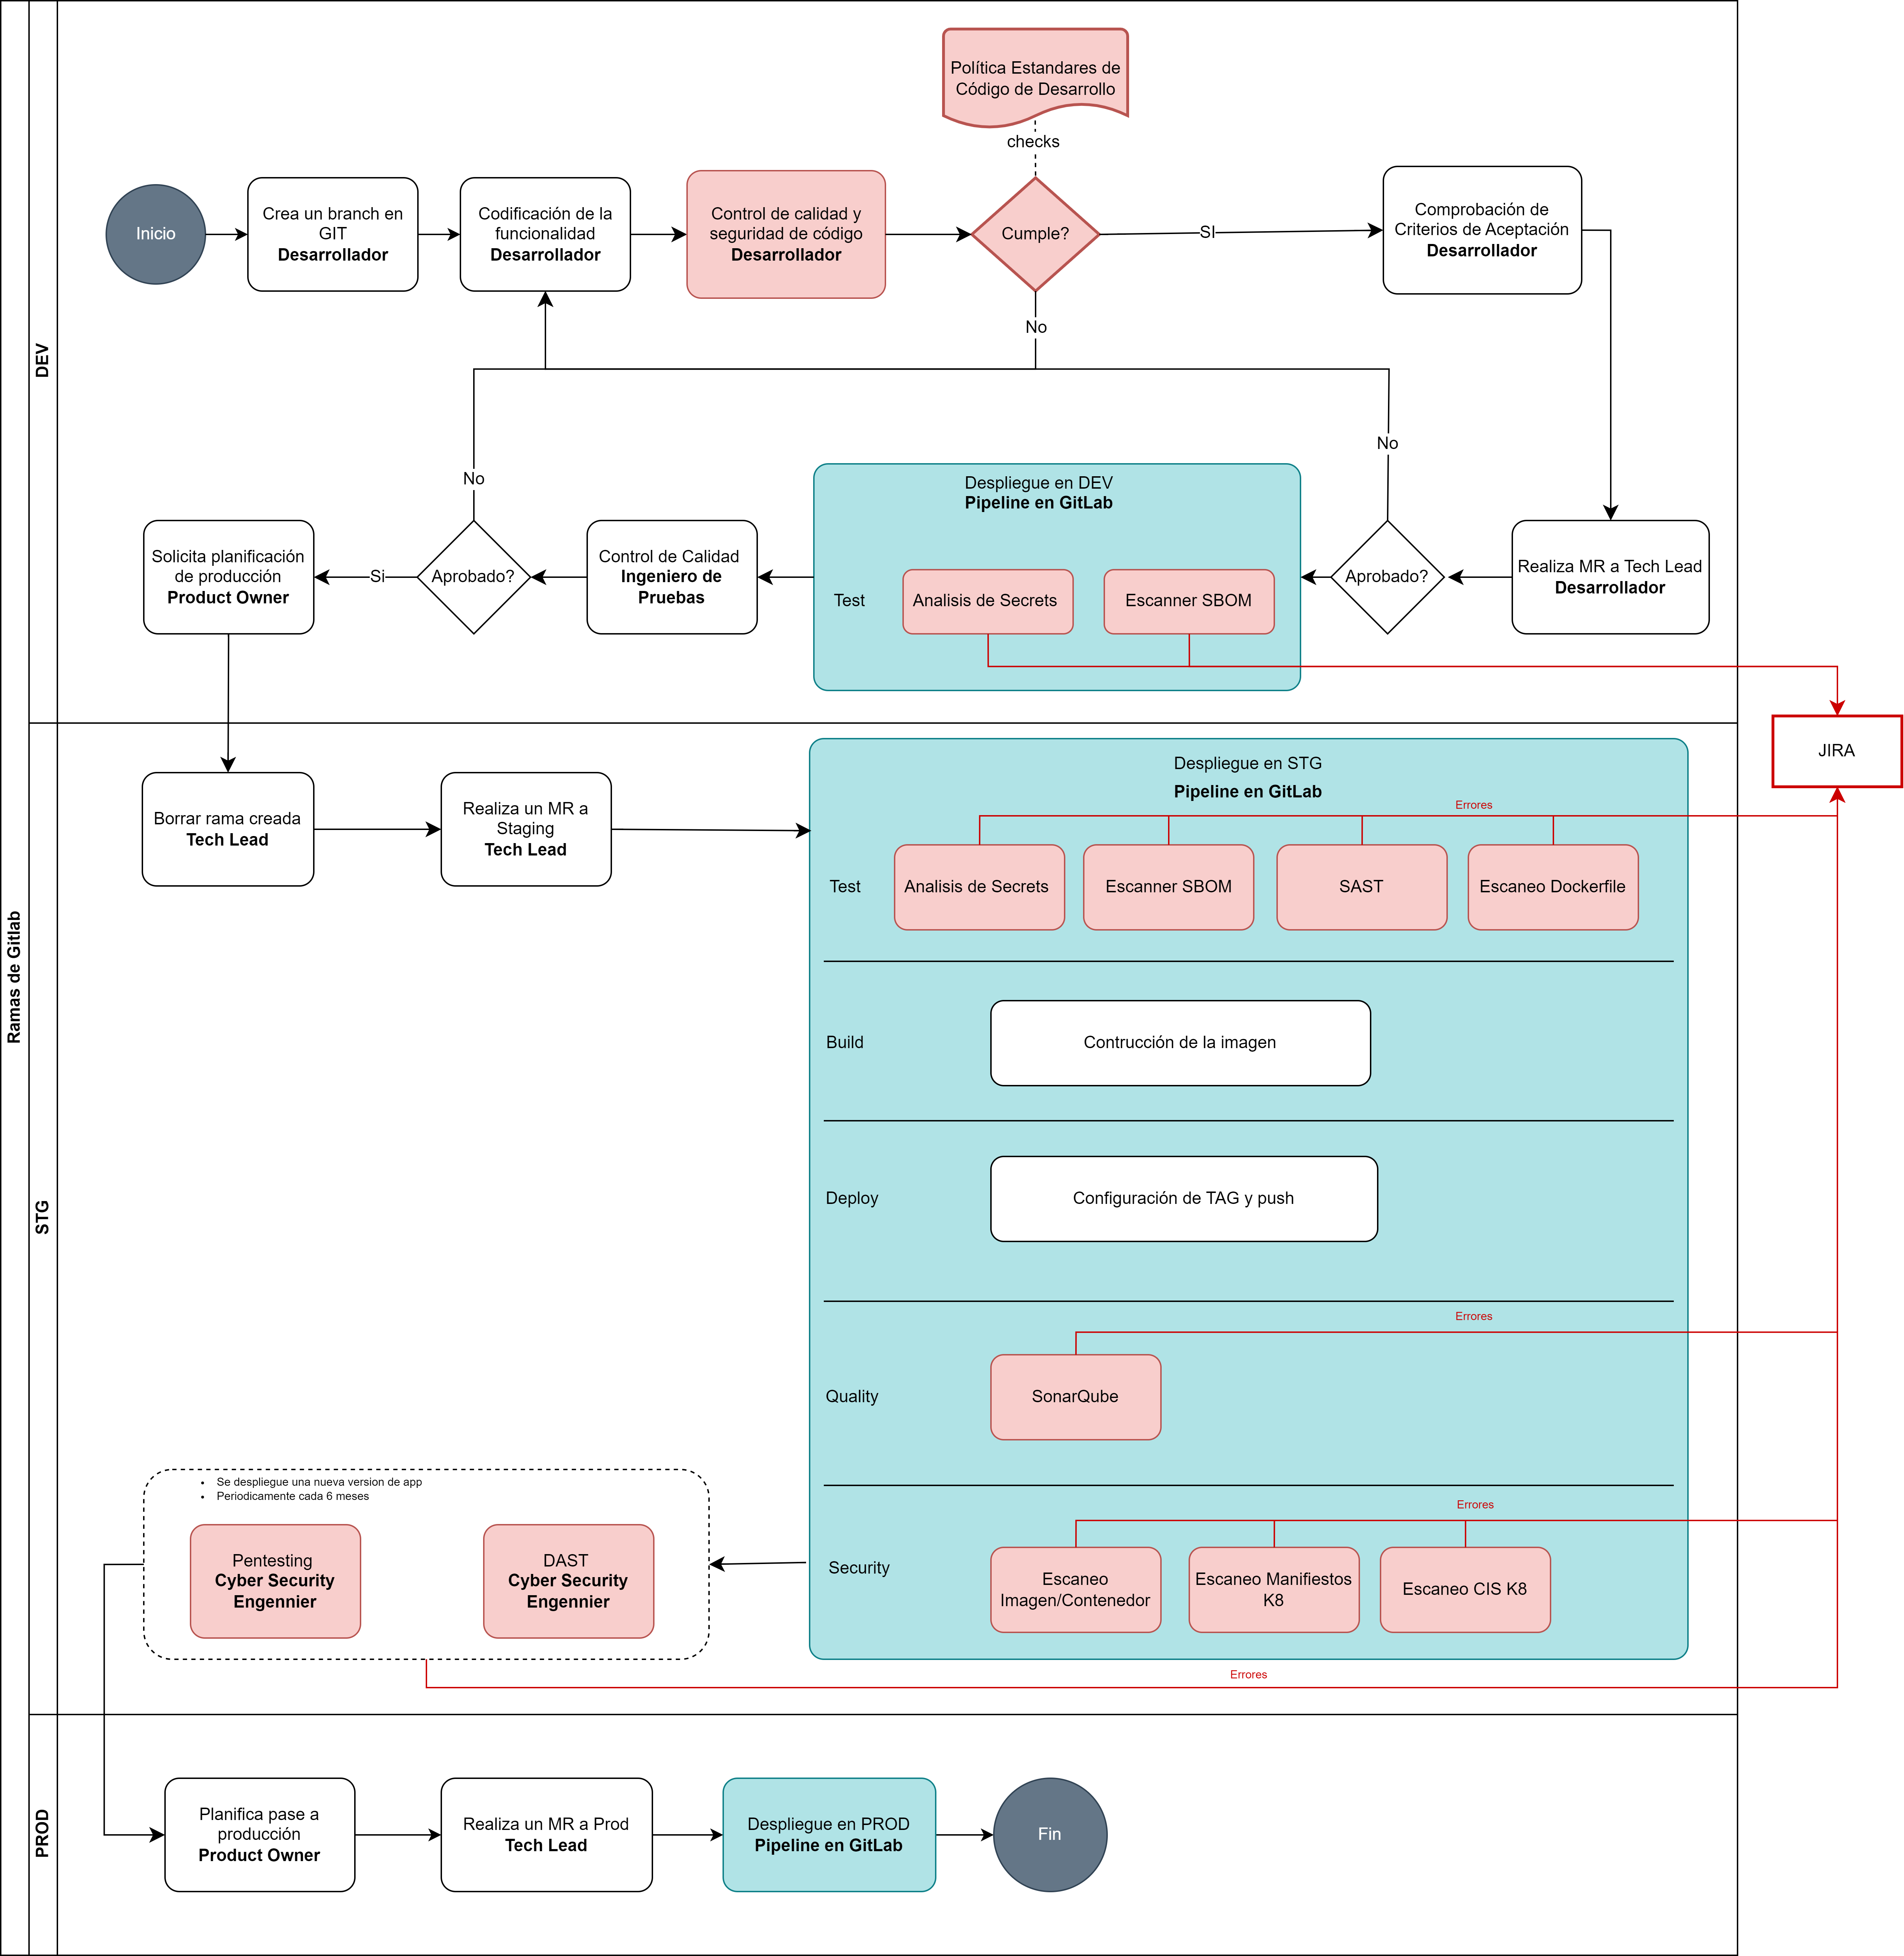 Ramas de Gitlab
DEV
Política Estandares de
Código de Desarrollo
checks
Inicio
Crea un branch en
GIT
Desarrollador
Codificación de la
funcionalidad
Desarrollador
Control de calidad y
seguridad de código
Desarrollador
Cumple?
SI
Comprobación de
Criterios de Aceptación
Desarrollador
No
No
No
Solicita planificación
de producción
Product Owner
Si
Aprobado?
Control de Calidad
Ingeniero de
Pruebas
Despliegue en DEV
Pipeline en GitLab
Test
Analisis de Secrets
Escanner SBOM
Aprobado?
Realiza MR a Tech Lead
Desarrollador
JIRA
STG
Borrar rama creada
Tech Lead
Realiza un MR a
Staging
Tech Lead
Despliegue en STG
Pipeline en GitLab
Errores
Test
Analisis de Secrets
Escanner SBOM
SAST
Escaneo Dockerfile
Build
Contrucción de la imagen
Deploy
Configuración de TAG y push
Errores
Quality
SonarQube
Errores
Security
Escaneo
Imagen/Contenedor
Escaneo Manifiestos
K8
Escaneo CIS K8
• Se despliegue una nueva version de app
• Periodicamente cada 6 meses
Pentesting
Cyber Security
Engennier
DAST
Cyber Security
Engennier
Errores
PROD
Planifica pase a
producción
Product Owner
Realiza un MR a Prod
Tech Lead
Despliegue en PROD
Pipeline en GitLab
Fin